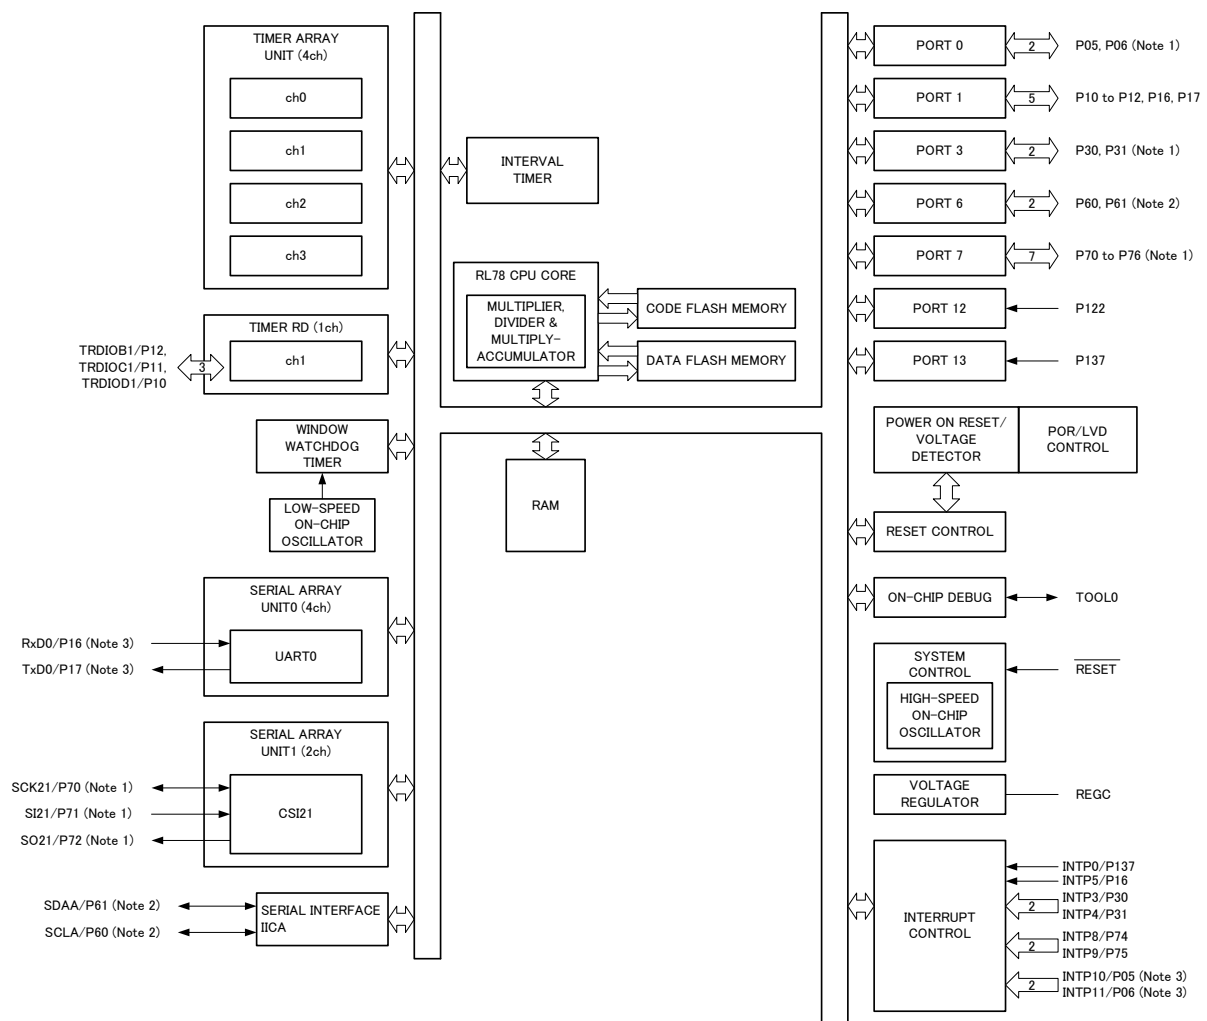 TIMER ARRAY
UNIT (4ch)
ch0
ch1
ch2
ch3
TIMER RD (1ch)
ch1
TRDIOB1/P12,
TRDIOC1/P11,
TRDIOD1/P10
3
WINDOW
WATCHDOG
TIMER
LOW-SPEED
ON-CHIP
OSCILLATOR
SERIAL ARRAY
UNIT0 (4ch)
UART0
RxD0/P16 (Note 3)
TxD0/P17 (Note 3)
SERIAL ARRAY
UNIT1 (2ch)
CSI21
SCK21/P70 (Note 1)
SI21/P71 (Note 1)
SO21/P72 (Note 1)
SDAA/P61 (Note 2)
SCLA/P60 (Note 2)
SERIAL INTERFACE
IICA
INTERVAL
TIMER
RL78 CPU CORE
MULTIPLIER,
DIVIDER &
MULTIPLY-
ACCUMULATOR
CODE FLASH MEMORY
DATA FLASH MEMORY
RAM
PORT 0
2
P05, P06 (Note 1)
PORT 1
5
P10 to P12, P16, P17
PORT 3
2
P30, P31 (Note 1)
PORT 6
2
P60, P61 (Note 2)
PORT 7
7
P70 to P76 (Note 1)
PORT 12
P122
PORT 13
P137
POWER ON RESET/
VOLTAGE
DETECTOR
POR/LVD
CONTROL
RESET CONTROL
ON-CHIP DEBUG
TOOL0
SYSTEM
CONTROL
RESET
HIGH-SPEED
ON-CHIP
OSCILLATOR
VOLTAGE
REGULATOR
REGC
INTERRUPT
CONTROL
INTP0/P137
INTP5/P16
2
INTP3/P30
INTP4/P31
2
INTP8/P74
INTP9/P75
2
INTP10/P05 (Note 3)
INTP11/P06 (Note 3)